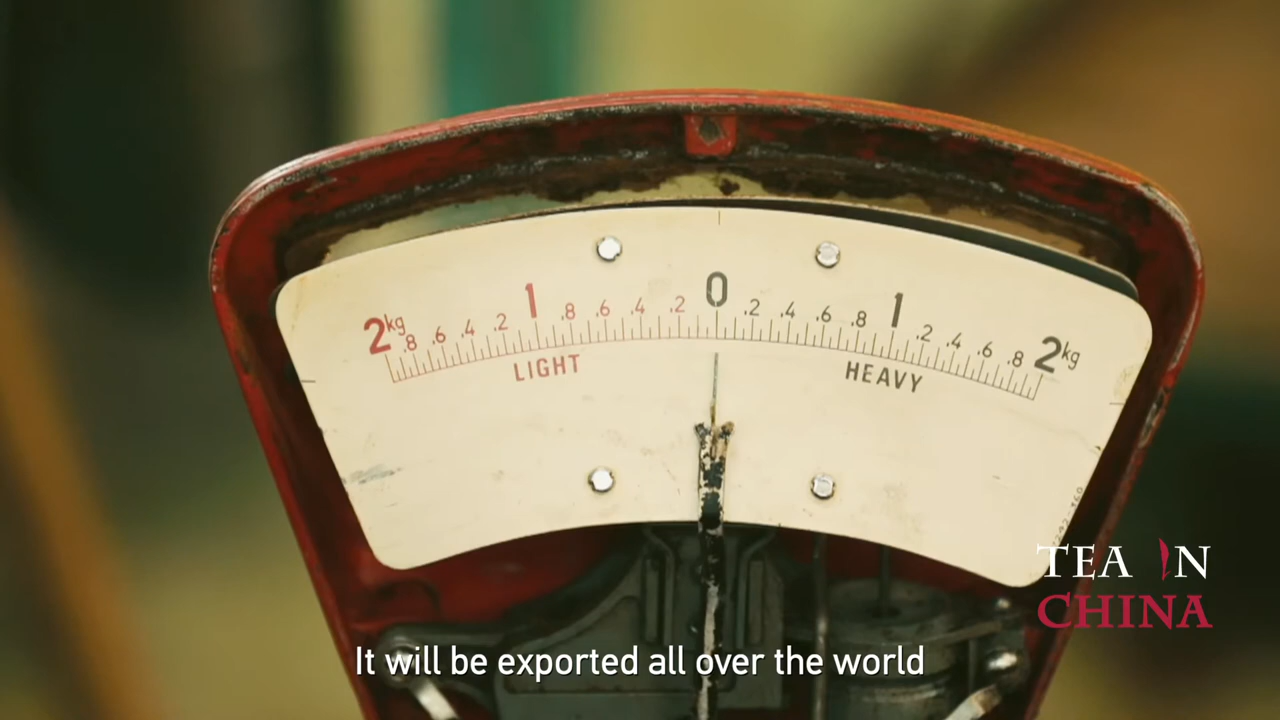 2kg .8 .6 .4 .2 1 .8 .6 .4 .2 0 .2 .4 .6 .8 1 .2 .4 .6 .8 2kg
LIGHT HEAVY
TEA IN
CHINA
It will be exported all over the world